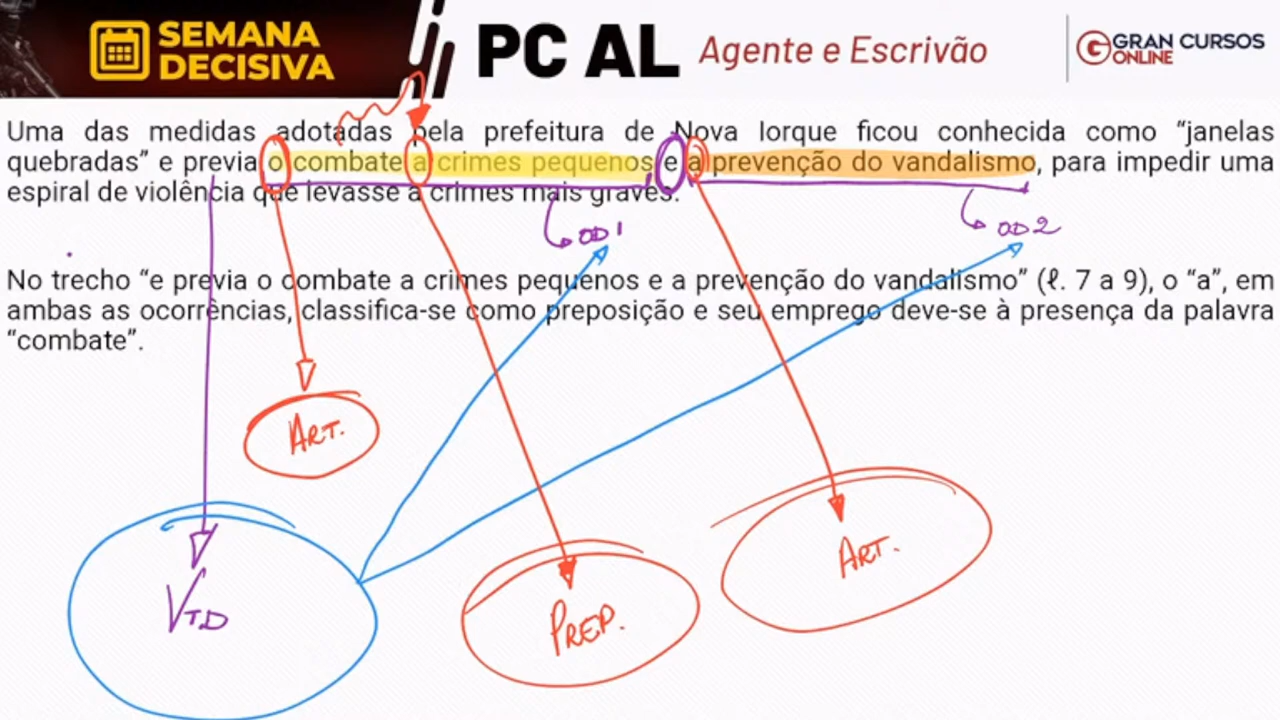 SEMANA
DECISIVA
PC AL Agente e Escrivão
GRAN CURSOS
ONLINE
Uma das medidas adotadas pela prefeitura de Nova Iorque ficou conhecida como “janelas
quebradas” e previa o combate a crimes pequenos e a prevenção do vandalismo, para impedir uma
espiral de violência que levasse a crimes mais graves.
OD1
OD2
No trecho “e previa o combate a crimes pequenos e a prevenção do vandalismo” (ℓ. 7 a 9), o “a”, em
ambas as ocorrências, classifica-se como preposição e seu emprego deve-se à presença da palavra
“combate”.
ART.
ART.
VTD
PREP.